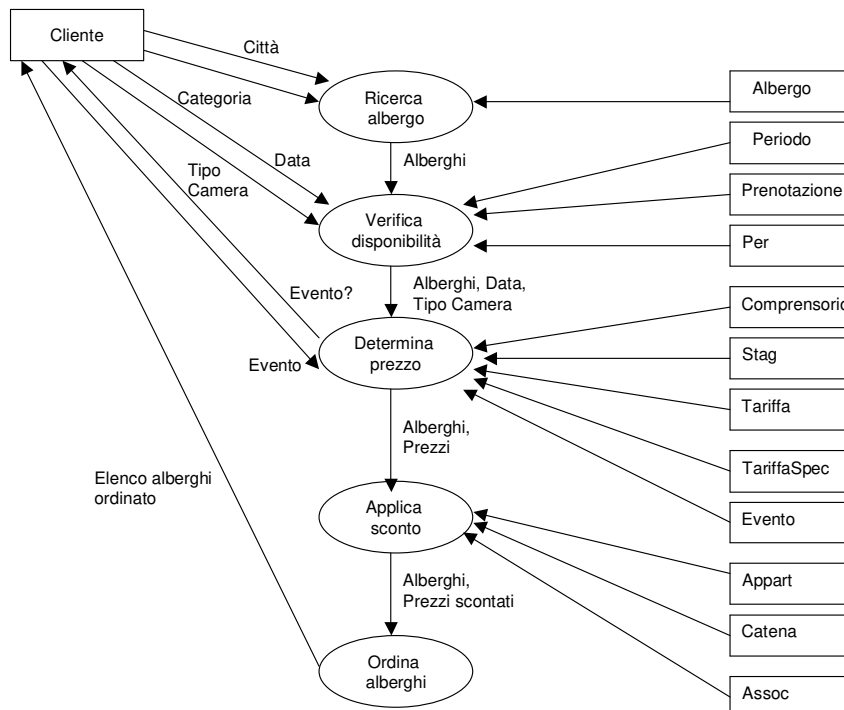 Cliente
Città
Categoria
Ricerca
albergo
Albergo
Periodo
Tipo
Camera
Data
Alberghi
Prenotazione
Verifica
disponibilità
Per
Evento?
Alberghi, Data,
Tipo Camera
Comprensorio
Determina
prezzo
Evento
Stag
Tariffa
Alberghi,
Prezzi
TariffaSpec
Elenco alberghi
ordinato
Applica
sconto
Evento
Appart
Alberghi,
Prezzi scontati
Catena
Ordina
alberghi
Assoc